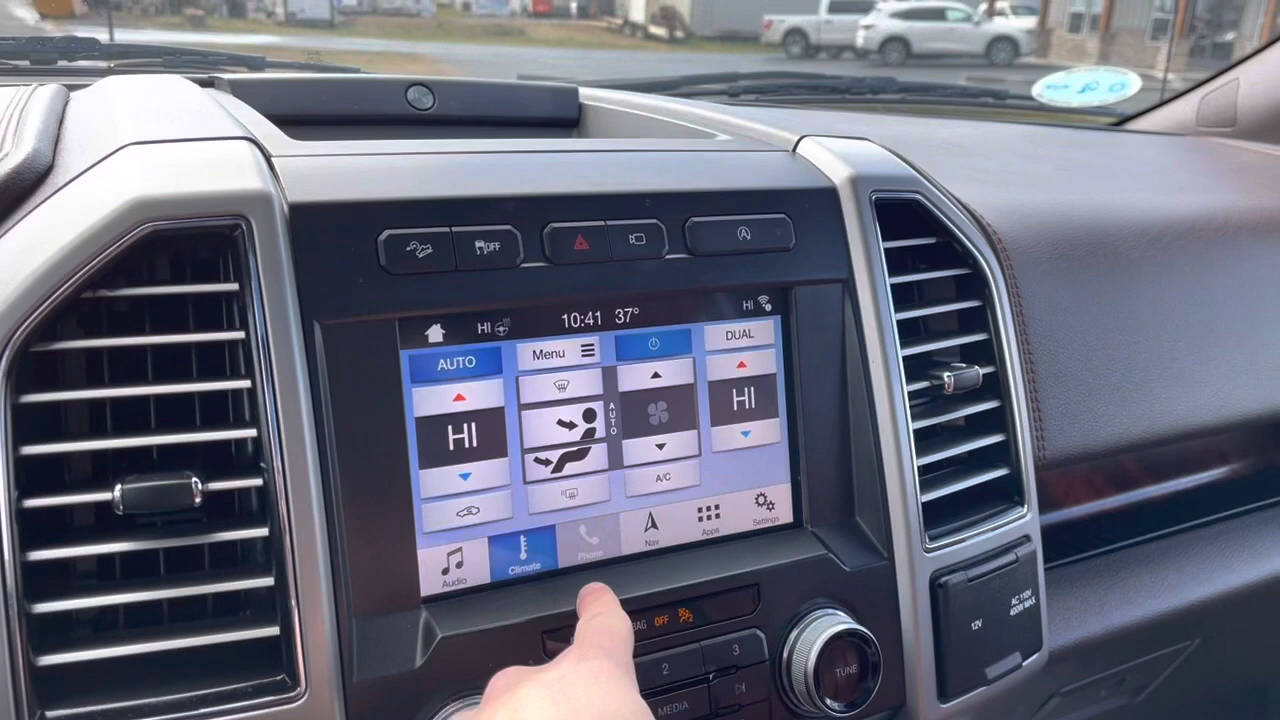 OFF
HI 10:41 37° HI
AUTO Menu DUAL
HI AUTO HI
A/C
Audio Climate Phone Nav Apps Settings
BAG OFF
2 3
MEDIA
TUNE
12V
AC 110V
400W MAX